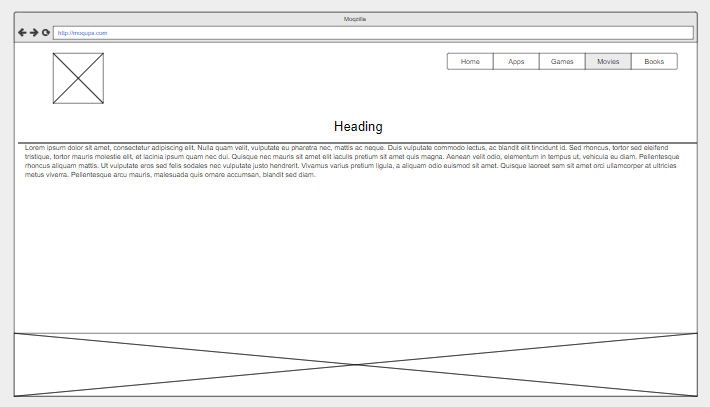 Moqzilla
http://moqups.com
Home Apps Games Movies Books
Heading
Lorem ipsum dolor sit amet, consectetur adipiscing elit. Nulla quam velit, vulputate eu pharetra nec, mattis ac neque. Duis vulputate commodo lectus, ac blandit elit tincidunt id. Sed rhoncus, tortor sed eleifend
tristique, tortor mauris molestie elit, et lacinia ipsum quam nec dui. Quisque nec mauris sit amet elit iaculis pretium sit amet quis magna. Aenean velit odio, elementum in tempus ut, vehicula eu diam. Pellentesque
rhoncus aliquam mattis. Ut vulputate eros sed felis sodales nec vulputate justo hendrerit. Vivamus varius pretium ligula, a aliquam odio euismod sit amet. Quisque laoreet sem sit amet orci ullamcorper at ultricies
metus viverra. Pellentesque arcu mauris, malesuada quis ornare accumsan, blandit sed diam.